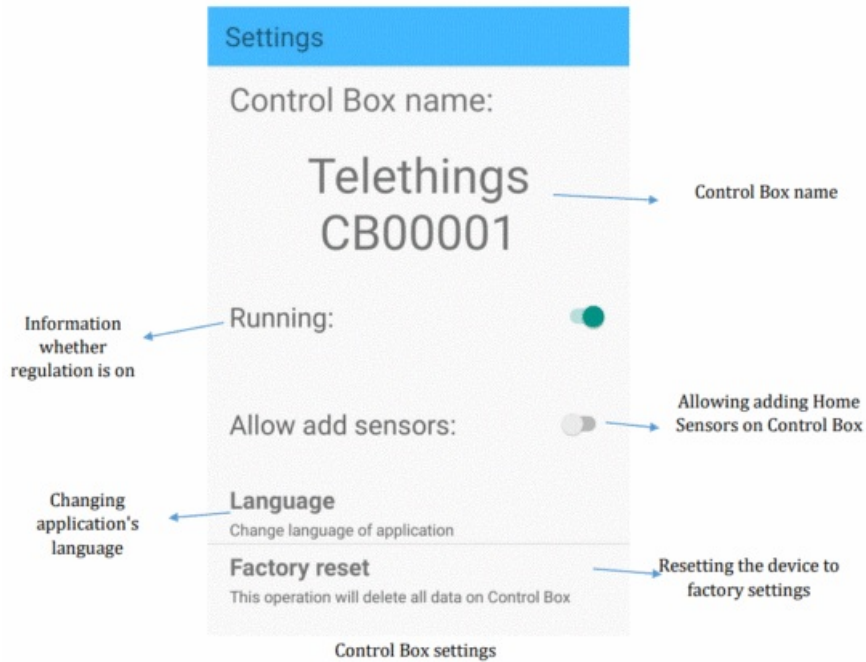 Settings
Control Box name:
Telethings
CB00001
Control Box name
Running:
Information
whether
regulation is on
Allow add sensors:
Allowing adding Home
Sensors on Control Box
Language
Change language of application
Changing
application's
language
Factory reset
This operation will delete all data on Control Box
Resetting the device to
factory settings
Control Box settings